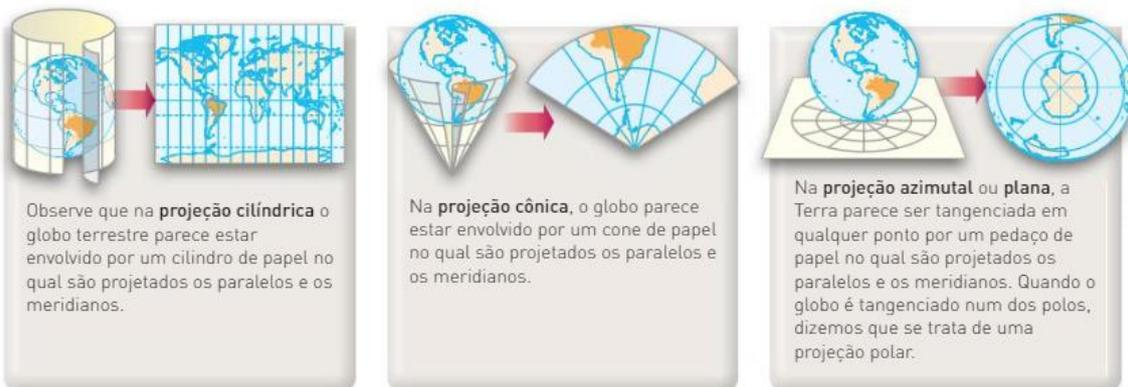 Observe que na projeção cilíndrica o
globo terrestre parece estar
envolvido por um cilindro de papel no
qual são projetados os paralelos e os
meridianos.
Na projeção cônica, o globo parece
estar envolvido por um cone de papel
no qual são projetados os paralelos e
os meridianos.
Na projeção azimutal ou plana, a
Terra parece ser tangenciada em
qualquer ponto por um pedaço de
papel no qual são projetados os
paralelos e os meridianos. Quando o
globo é tangenciado num dos polos,
dizemos que se trata de uma
projeção polar.